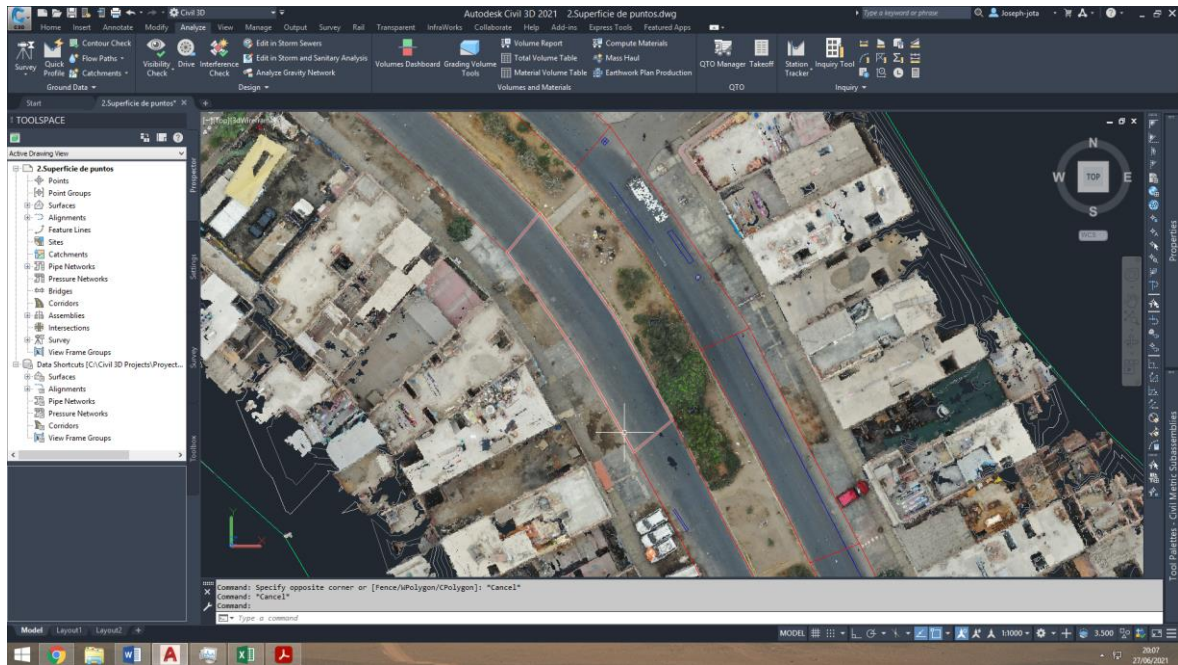 Civil 3D
Autodesk Civil 3D 2021 2.Superficie de puntos.dwg
Type a keyword or phrase
Joseph-jota
Home Insert Annotate Modify Analyze View Manage Output Survey Rail Transparent InfraWorks Collaborate Help Add-ins Express Tools Featured Apps
Survey
Quick Profile
Contour Check
Flow Paths
Catchments
Ground Data
Visibility Check
Drive
Interference Check
Edit in Storm Sewers
Edit in Storm and Sanitary Analysis
Analyze Gravity Network
Design
Volumes Dashboard
Grading Volume Tools
Volume Report
Total Volume Table
Material Volume Table
Compute Materials
Mass Haul
Earthwork Plan Production
Volumes and Materials
QTO Manager
Takeoff
QTO
Station Tracker
Inquiry Tool
Inquiry
Start
2.Superficie de puntos*
TOOLSPACE
Active Drawing View
2.Superficie de puntos
Points
Point Groups
Surfaces
Alignments
Feature Lines
Sites
Catchments
Pipe Networks
Pressure Networks
Bridges
Corridors
Assemblies
Intersections
Survey
View Frame Groups
Data Shortcuts [C:\Civil 3D Projects\Proyect...
Surfaces
Alignments
Pipe Networks
Pressure Networks
Corridors
View Frame Groups
Prospector
Settings
Survey
Toolbox
N
W
TOP
E
S
WCS
Properties
Tool Palettes - Civil Metric Subassemblies
Y
Command: Specify opposite corner or [Fence/WPolygon/CPolygon]: *Cancel*
Command: *Cancel*
Command:
Type a command
Model Layout1 Layout2 +
MODEL
1:1000
3.500
20:07
27/06/2021